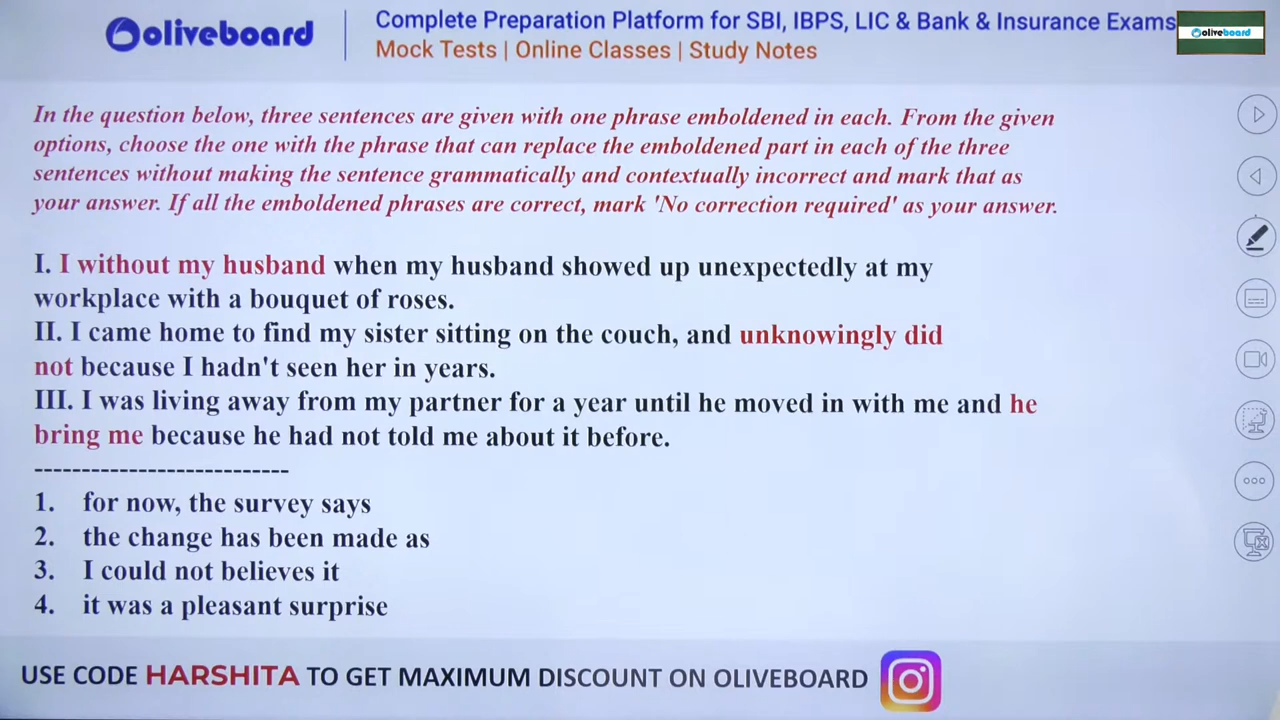 oliveboard
Complete Preparation Platform for SBI, IBPS, LIC & Bank & Insurance Exams
Mock Tests | Online Classes | Study Notes
oliveboard
In the question below, three sentences are given with one phrase emboldened in each. From the given
options, choose the one with the phrase that can replace the emboldened part in each of the three
sentences without making the sentence grammatically and contextually incorrect and mark that as
your answer. If all the emboldened phrases are correct, mark 'No correction required' as your answer.
I. I without my husband when my husband showed up unexpectedly at my
workplace with a bouquet of roses.
II. I came home to find my sister sitting on the couch, and unknowingly did
not because I hadn't seen her in years.
III. I was living away from my partner for a year until he moved in with me and he
bring me because he had not told me about it before.
---------------------------
1. for now, the survey says
2. the change has been made as
3. I could not believes it
4. it was a pleasant surprise
USE CODE HARSHITA TO GET MAXIMUM DISCOUNT ON OLIVEBOARD